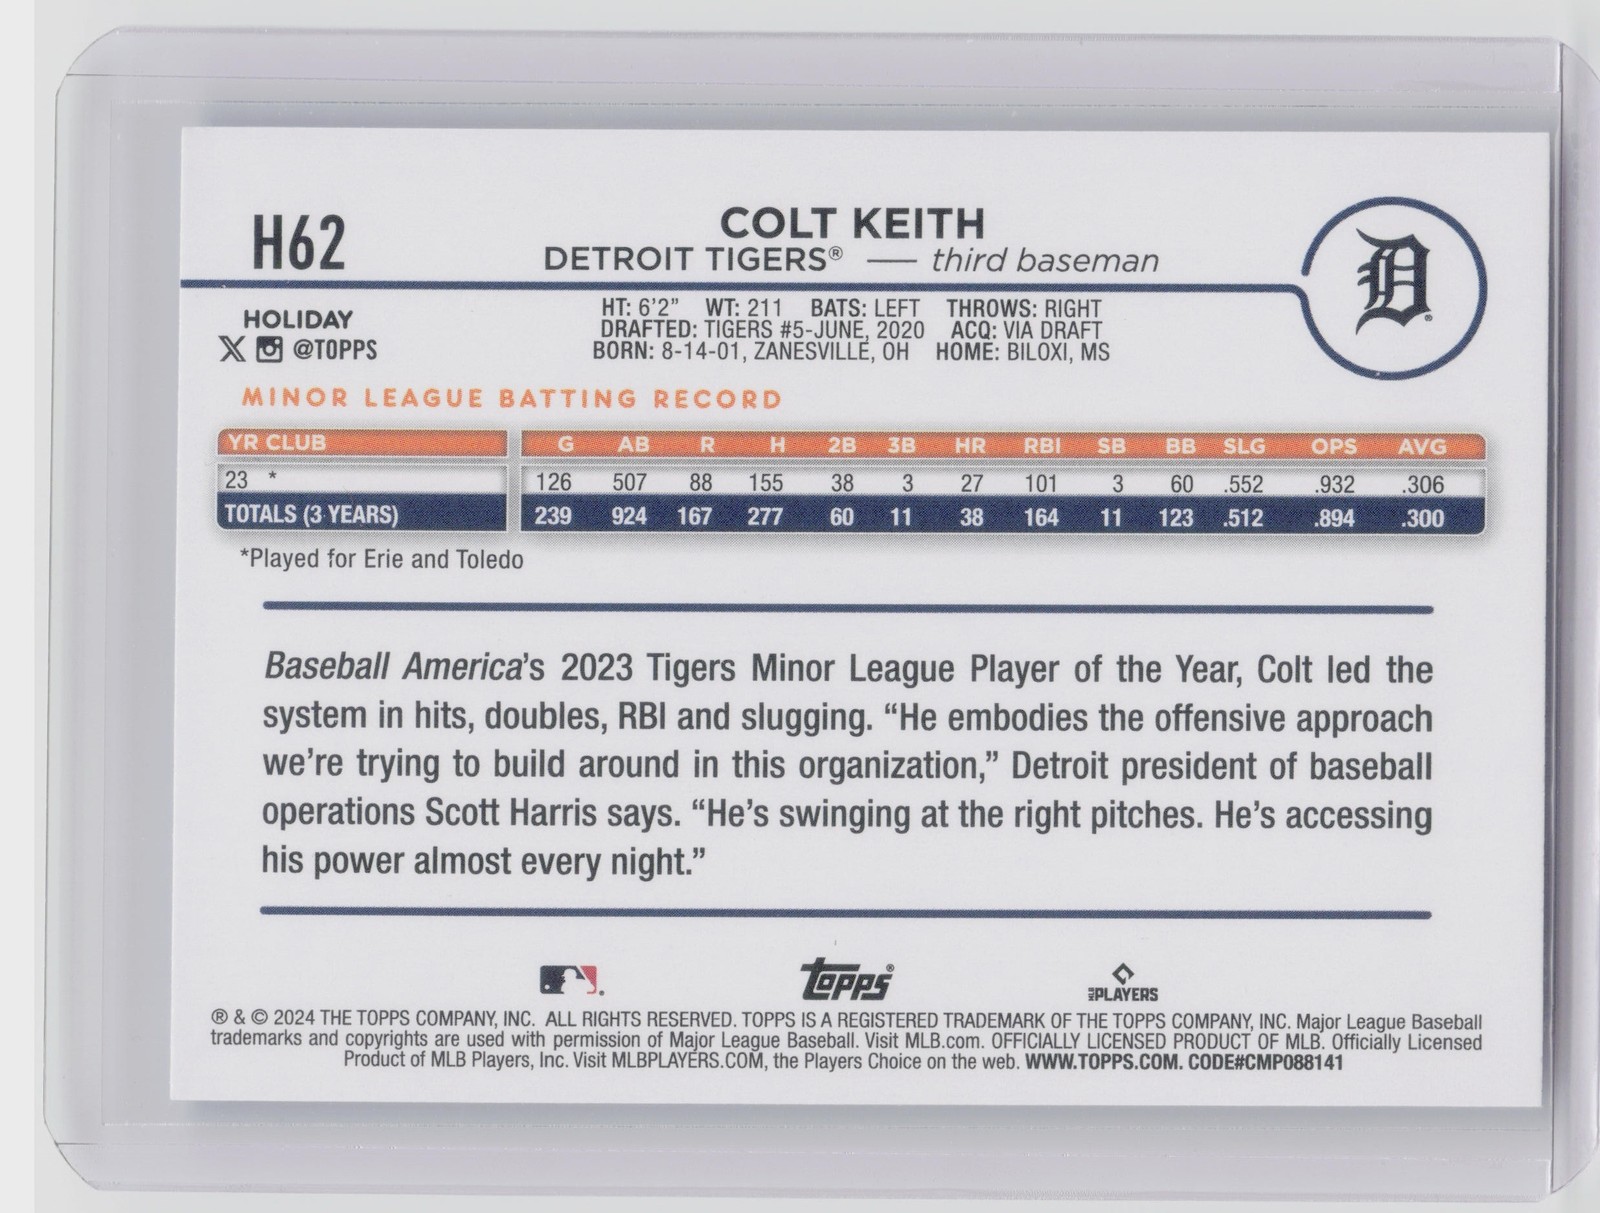 H62
COLT KEITH
DETROIT TIGERS® — third baseman
HOLIDAY
@TOPPS
HT: 6'2" WT: 211 BATS: LEFT THROWS: RIGHT
DRAFTED: TIGERS #5-JUNE, 2020 ACQ: VIA DRAFT
BORN: 8-14-01, ZANESVILLE, OH HOME: BILOXI, MS
MINOR LEAGUE BATTING RECORD
YR CLUB G AB R H 2B 3B HR RBI SB BB SLG OPS AVG
23 * 126 507 88 155 38 3 27 101 3 60 .552 .932 .306
TOTALS (3 YEARS) 239 924 167 277 60 11 38 164 11 123 .512 .894 .300
*Played for Erie and Toledo
Baseball America's 2023 Tigers Minor League Player of the Year, Colt led the
system in hits, doubles, RBI and slugging. “He embodies the offensive approach
we're trying to build around in this organization,” Detroit president of baseball
operations Scott Harris says. “He's swinging at the right pitches. He's accessing
his power almost every night.”
Topps®
MLB PLAYERS
® & © 2024 THE TOPPS COMPANY, INC. ALL RIGHTS RESERVED. TOPPS IS A REGISTERED TRADEMARK OF THE TOPPS COMPANY, INC. Major League Baseball
trademarks and copyrights are used with permission of Major League Baseball. Visit MLB.com. OFFICIALLY LICENSED PRODUCT OF MLB. Officially Licensed
Product of MLB Players, Inc. Visit MLBPLAYERS.COM, the Players Choice on the web. WWW.TOPPS.COM. CODE#CMP088141